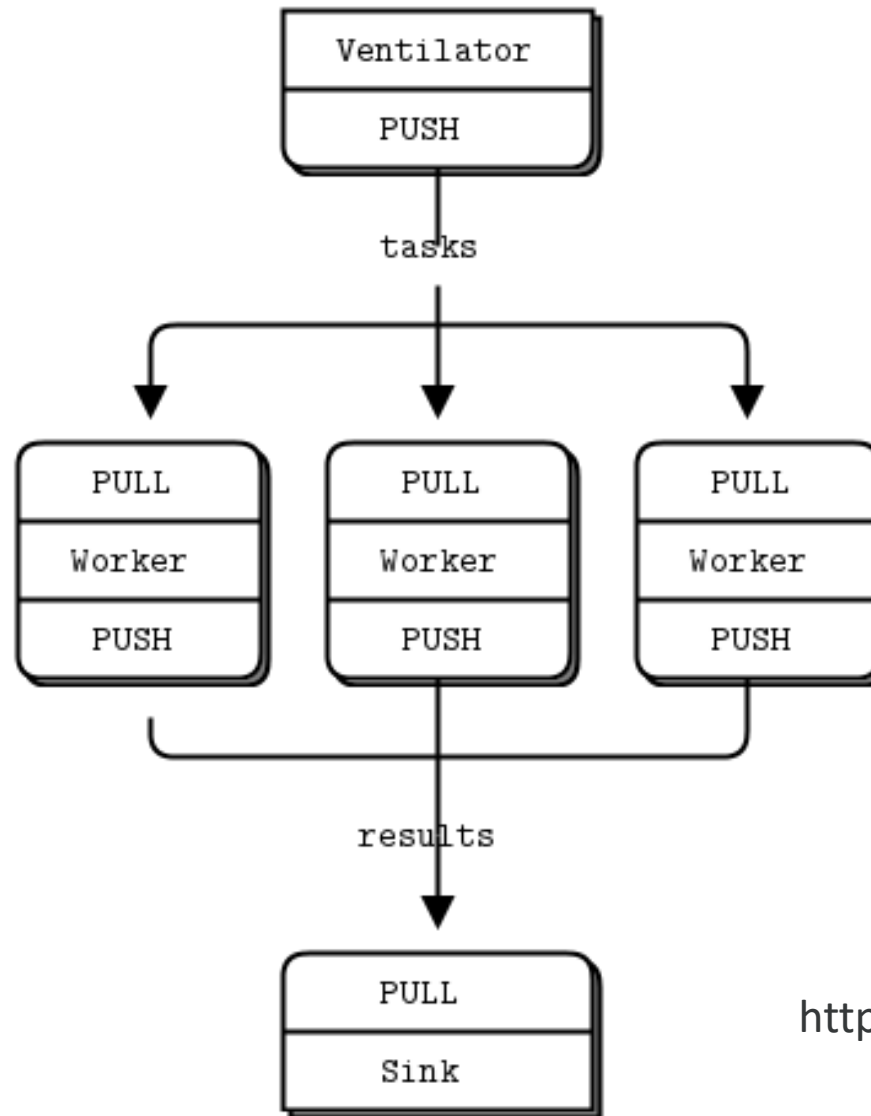 Ventilator
PUSH
tasks
PULL PULL PULL
Worker Worker Worker
PUSH PUSH PUSH
results
PULL
http
Sink